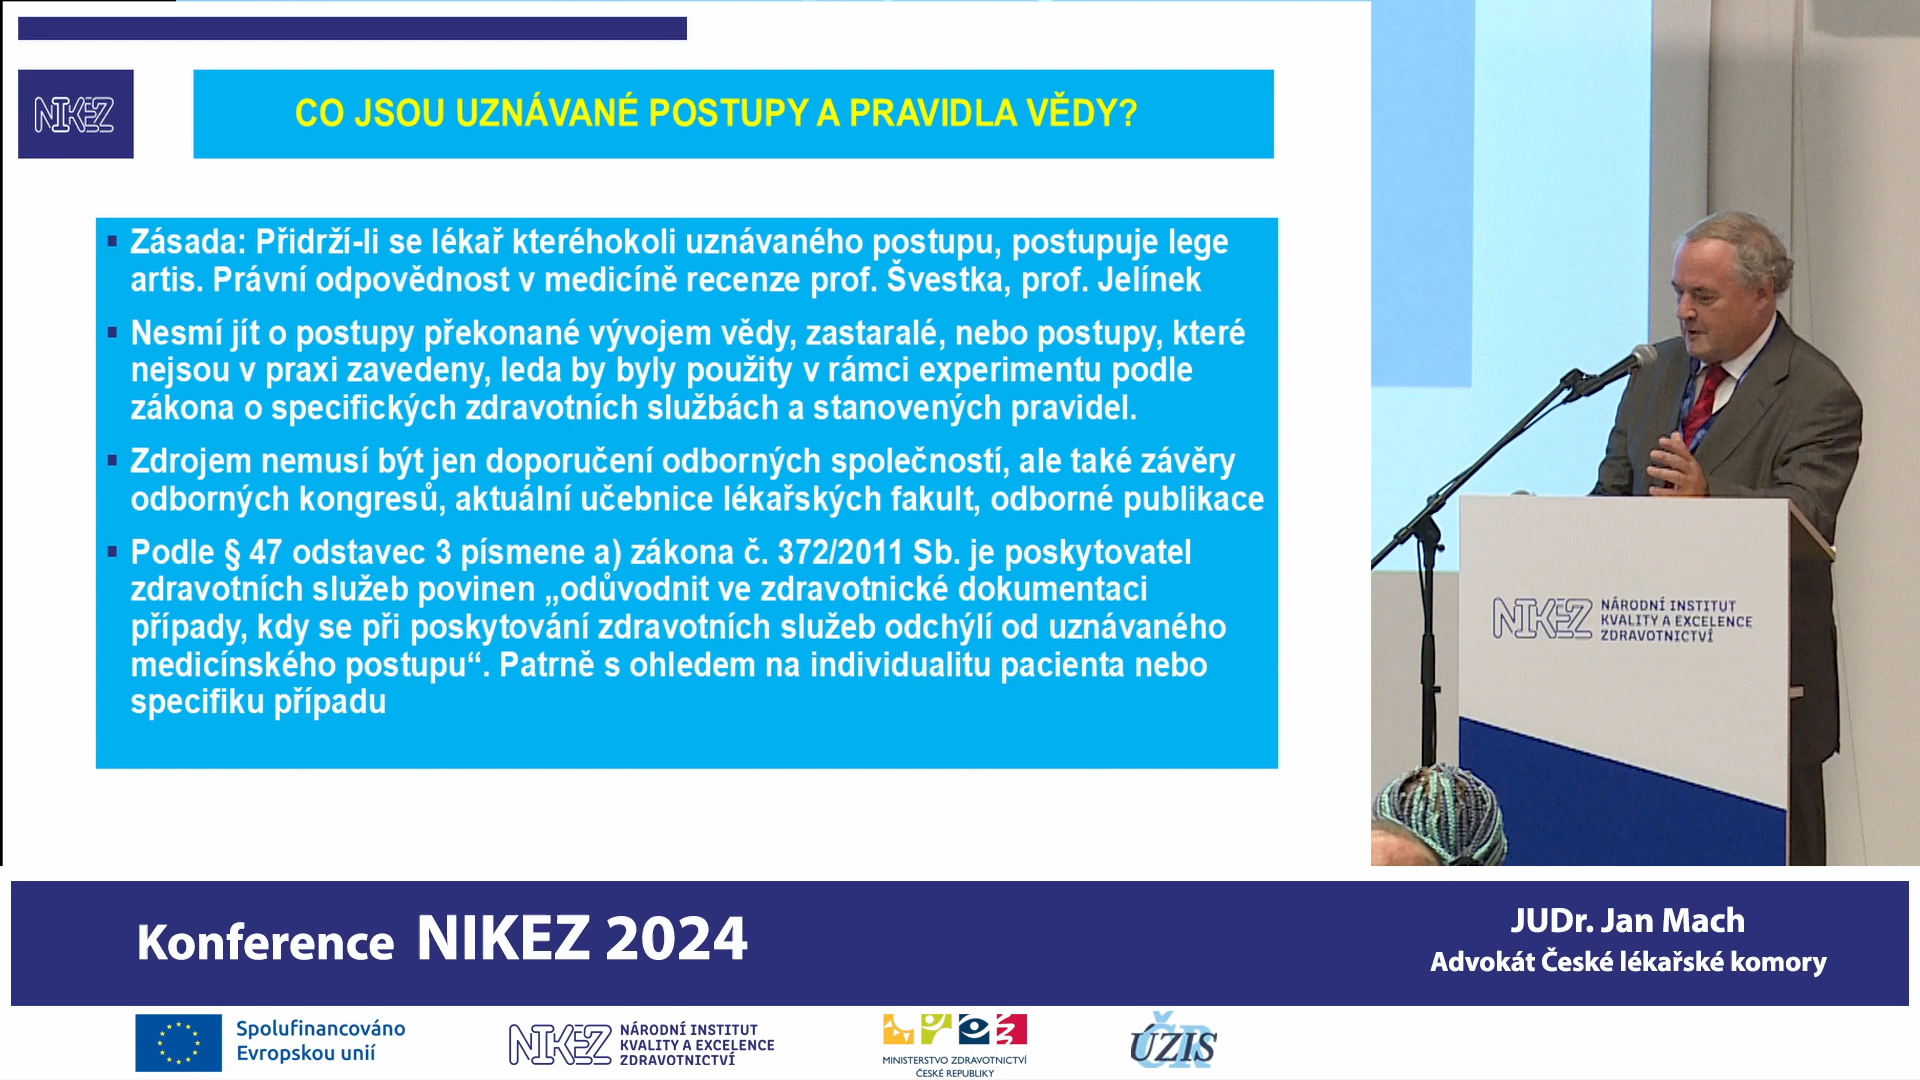 NIKEZ
CO JSOU UZNÁVANÉ POSTUPY A PRAVIDLA VĚDY?
▪ Zásada: Přidrží-li se lékař kteréhokoli uznávaného postupu, postupuje lege
artis. Právní odpovědnost v medicíně recenze prof. Švestka, prof. Jelínek
▪ Nesmí jít o postupy překonané vývojem vědy, zastaralé, nebo postupy, které
nejsou v praxi zavedeny, leda by byly použity v rámci experimentu podle
zákona o specifických zdravotních službách a stanovených pravidel.
▪ Zdrojem nemusí být jen doporučení odborných společností, ale také závěry
odborných kongresů, aktuální učebnice lékařských fakult, odborné publikace
▪ Podle § 47 odstavec 3 písmene a) zákona č. 372/2011 Sb. je poskytovatel
zdravotních služeb povinen „odůvodnit ve zdravotnické dokumentaci
případy, kdy se při poskytování zdravotních služeb odchýlí od uznávaného
medicínského postupu“. Patrně s ohledem na individualitu pacienta nebo
specifiku případu
NIKEZ
NÁRODNÍ INSTITUT
KVALITY A EXCELENCE
ZDRAVOTNICTVÍ
Konference NIKEZ 2024
JUDr. Jan Mach
Advokát České lékařské komory
Spolufinancováno
Evropskou unií
NIKEZ
NÁRODNÍ INSTITUT
KVALITY A EXCELENCE
ZDRAVOTNICTVÍ
MINISTERSTVO ZDRAVOTNICTVÍ
ČESKÉ REPUBLIKY
ÚZIS ČR